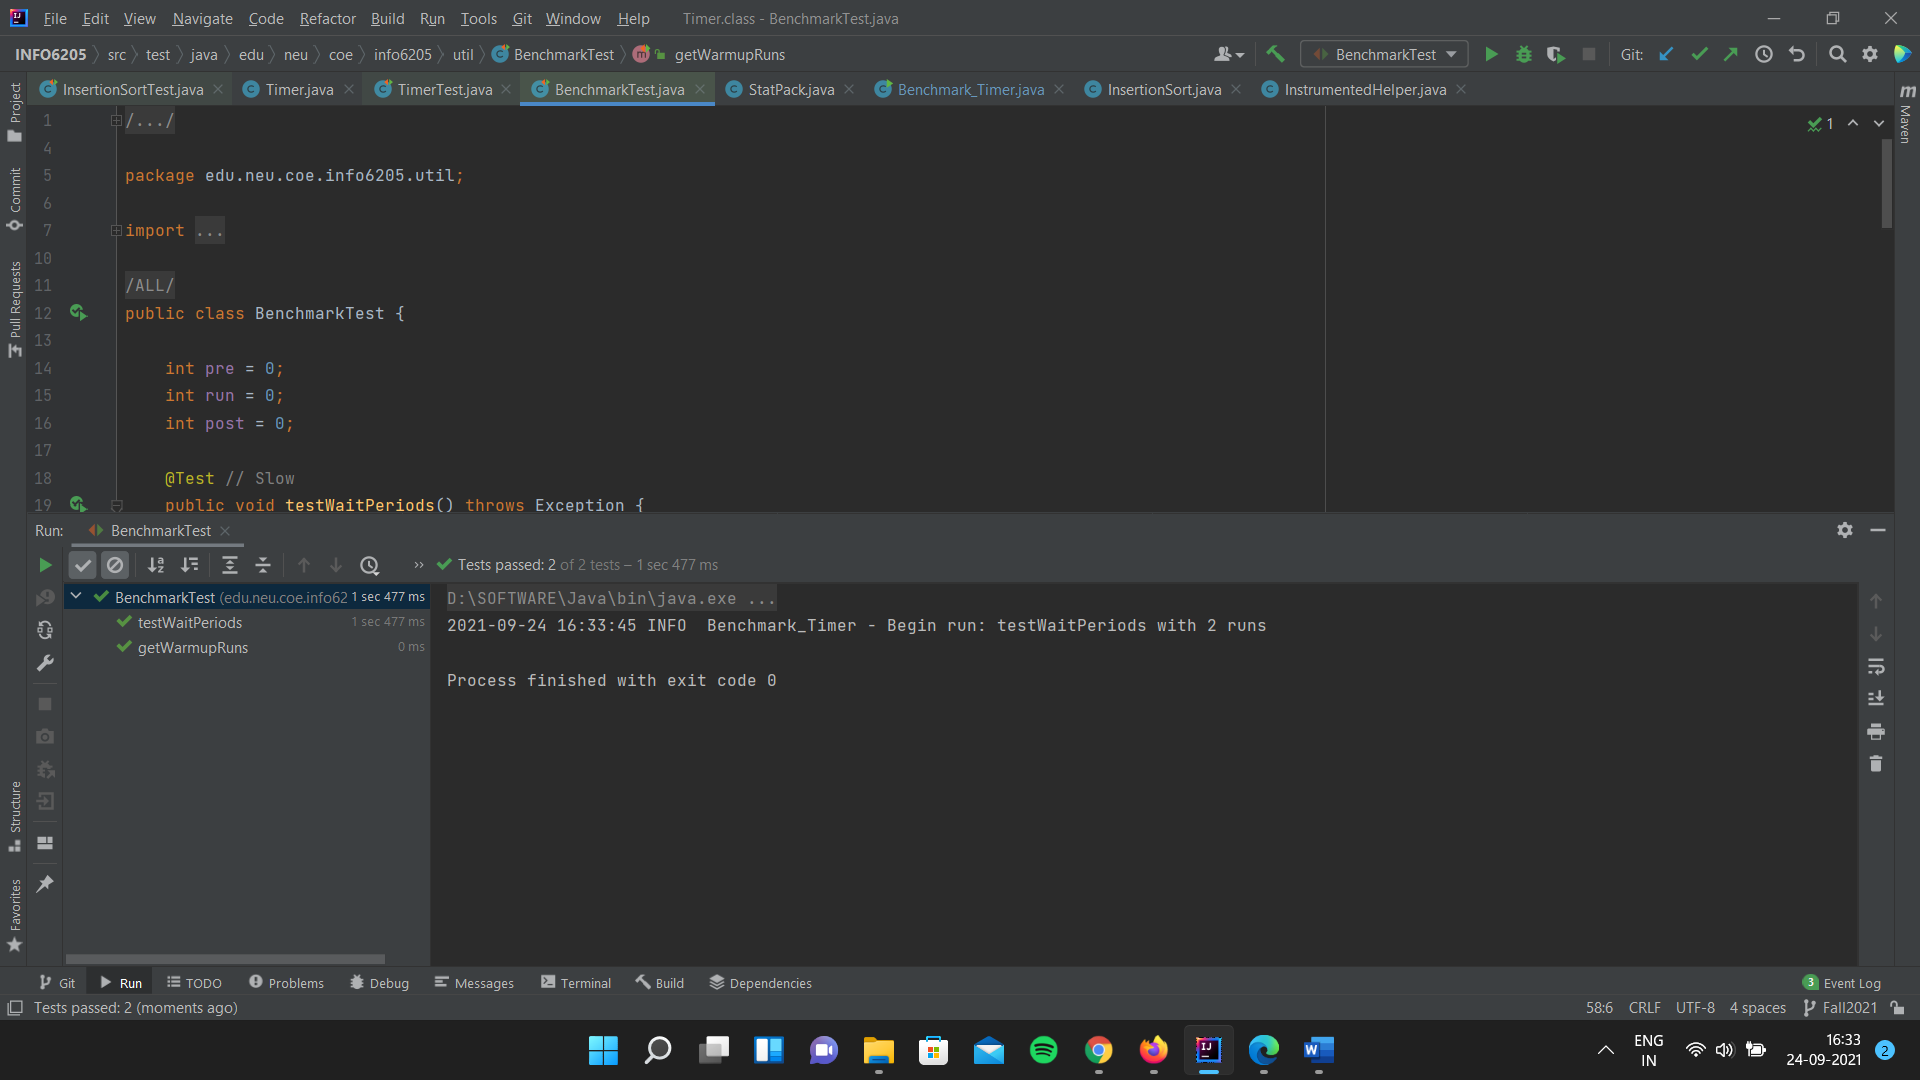 File Edit View Navigate Code Refactor Build Run Tools Git Window Help Timer.class - BenchmarkTest.java
INFO6205 src test java edu neu coe info6205 util BenchmarkTest m getWarmupRuns BenchmarkTest Git:
InsertionSortTest.java Timer.java TimerTest.java BenchmarkTest.java StatPack.java Benchmark_Timer.java InsertionSort.java InstrumentedHelper.java
Project
Commit
Pull Requests
Structure
Favorites
m Maven
1 /.../ 1
4
5 package edu.neu.coe.info6205.util;
6
7 import ...
10
11 /ALL/
12 public class BenchmarkTest {
13
14 int pre = 0;
15 int run = 0;
16 int post = 0;
17
18 @Test // Slow
19 public void testWaitPeriods() throws Exception {
Run: BenchmarkTest
» Tests passed: 2 of 2 tests – 1 sec 477 ms
BenchmarkTest (edu.neu.coe.info62 1 sec 477 ms
testWaitPeriods 1 sec 477 ms
getWarmupRuns 0 ms
D:\SOFTWARE\Java\bin\java.exe ...
2021-09-24 16:33:45 INFO  Benchmark_Timer - Begin run: testWaitPeriods with 2 runs
Process finished with exit code 0
Git Run TODO Problems Debug Messages Terminal Build Dependencies 3 Event Log
Tests passed: 2 (moments ago) 58:6 CRLF UTF-8 4 spaces Fall2021
ENG
IN
16:33
24-09-2021
2